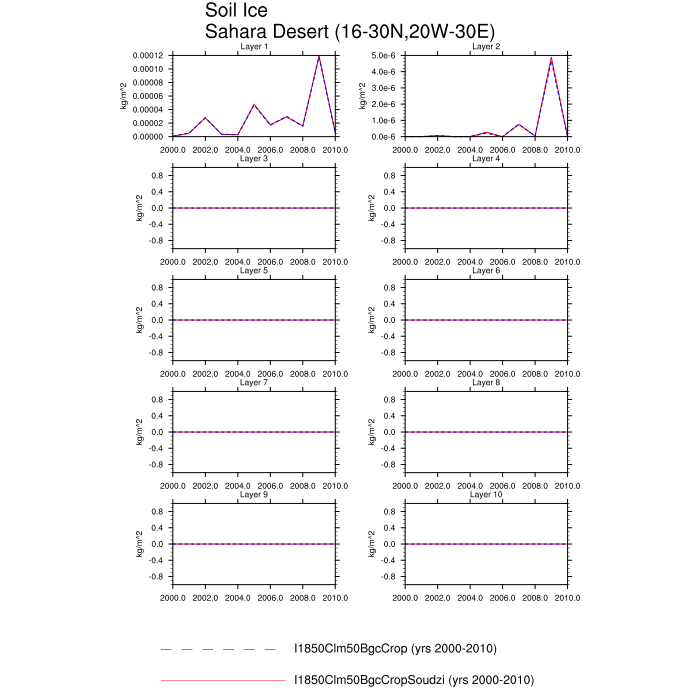 Soil Ice
Sahara Desert (16-30N,20W-30E)
Layer 1
0.00012
0.00010
0.00008
0.00006
0.00004
0.00002
0.00000
kg/m^2
2000.0 2002.0 2004.0 2006.0 2008.0 2010.0
Layer 2
5.0e-6
4.0e-6
3.0e-6
2.0e-6
1.0e-6
0.0e-6
kg/m^2
2000.0 2002.0 2004.0 2006.0 2008.0 2010.0
Layer 3
0.8
0.4
0.0
-0.4
-0.8
kg/m^2
2000.0 2002.0 2004.0 2006.0 2008.0 2010.0
Layer 4
0.8
0.4
0.0
-0.4
-0.8
kg/m^2
2000.0 2002.0 2004.0 2006.0 2008.0 2010.0
Layer 5
0.8
0.4
0.0
-0.4
-0.8
kg/m^2
2000.0 2002.0 2004.0 2006.0 2008.0 2010.0
Layer 6
0.8
0.4
0.0
-0.4
-0.8
kg/m^2
2000.0 2002.0 2004.0 2006.0 2008.0 2010.0
Layer 7
0.8
0.4
0.0
-0.4
-0.8
kg/m^2
2000.0 2002.0 2004.0 2006.0 2008.0 2010.0
Layer 8
0.8
0.4
0.0
-0.4
-0.8
kg/m^2
2000.0 2002.0 2004.0 2006.0 2008.0 2010.0
Layer 9
0.8
0.4
0.0
-0.4
-0.8
kg/m^2
2000.0 2002.0 2004.0 2006.0 2008.0 2010.0
Layer 10
0.8
0.4
0.0
-0.4
-0.8
kg/m^2
2000.0 2002.0 2004.0 2006.0 2008.0 2010.0
I1850Clm50BgcCrop (yrs 2000-2010)
I1850Clm50BgcCropSoudzi (yrs 2000-2010)